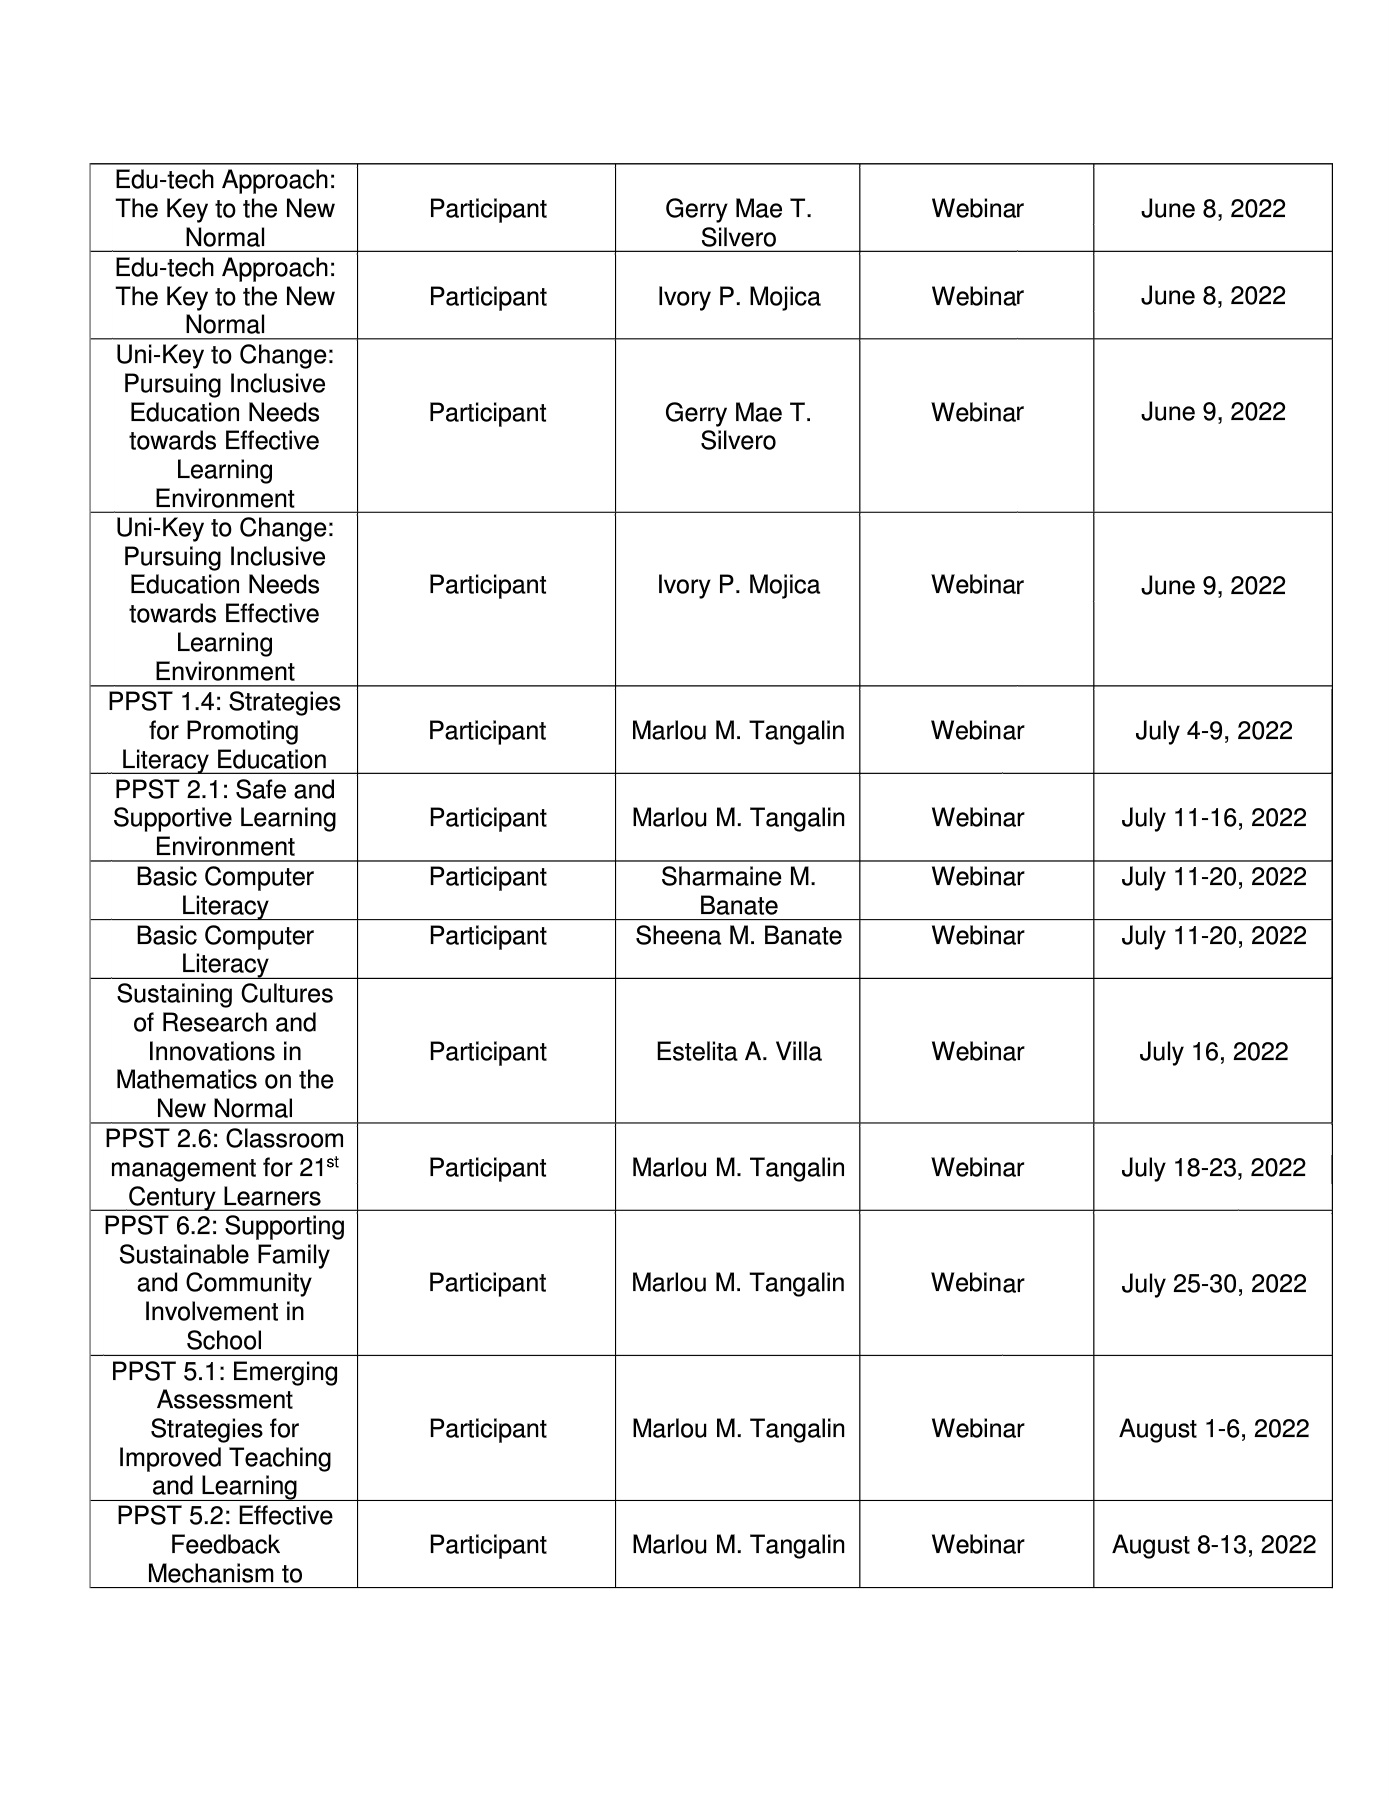 Edu-tech Approach:
The Key to the New
Normal
Participant
Gerry Mae T.
Silvero
Webinar
June 8, 2022
Edu-tech Approach:
The Key to the New
Normal
Participant
Ivory P. Mojica
Webinar
June 8, 2022
Uni-Key to Change:
Pursuing Inclusive
Education Needs
towards Effective
Learning
Environment
Participant
Gerry Mae T.
Silvero
Webinar
June 9, 2022
Uni-Key to Change:
Pursuing Inclusive
Education Needs
towards Effective
Learning
Environment
Participant
Ivory P. Mojica
Webinar
June 9, 2022
PPST 1.4: Strategies
for Promoting
Literacy Education
Participant
Marlou M. Tangalin
Webinar
July 4-9, 2022
PPST 2.1: Safe and
Supportive Learning
Environment
Participant
Marlou M. Tangalin
Webinar
July 11-16, 2022
Basic Computer
Literacy
Participant
Sharmaine M.
Banate
Webinar
July 11-20, 2022
Basic Computer
Literacy
Participant
Sheena M. Banate
Webinar
July 11-20, 2022
Sustaining Cultures
of Research and
Innovations in
Mathematics on the
New Normal
Participant
Estelita A. Villa
Webinar
July 16, 2022
PPST 2.6: Classroom
management for 21st
Century Learners
Participant
Marlou M. Tangalin
Webinar
July 18-23, 2022
PPST 6.2: Supporting
Sustainable Family
and Community
Involvement in
School
Participant
Marlou M. Tangalin
Webinar
July 25-30, 2022
PPST 5.1: Emerging
Assessment
Strategies for
Improved Teaching
and Learning
Participant
Marlou M. Tangalin
Webinar
August 1-6, 2022
PPST 5.2: Effective
Feedback
Mechanism to
Participant
Marlou M. Tangalin
Webinar
August 8-13, 2022